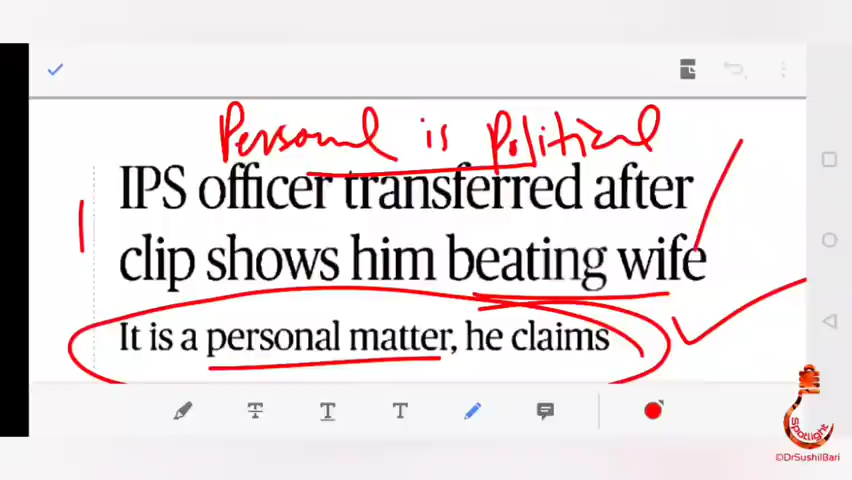 Personal is Political
IPS officer transferred after
clip shows him beating wife
It is a personal matter, he claims
T T T
Spotlight
©DrSushilBari